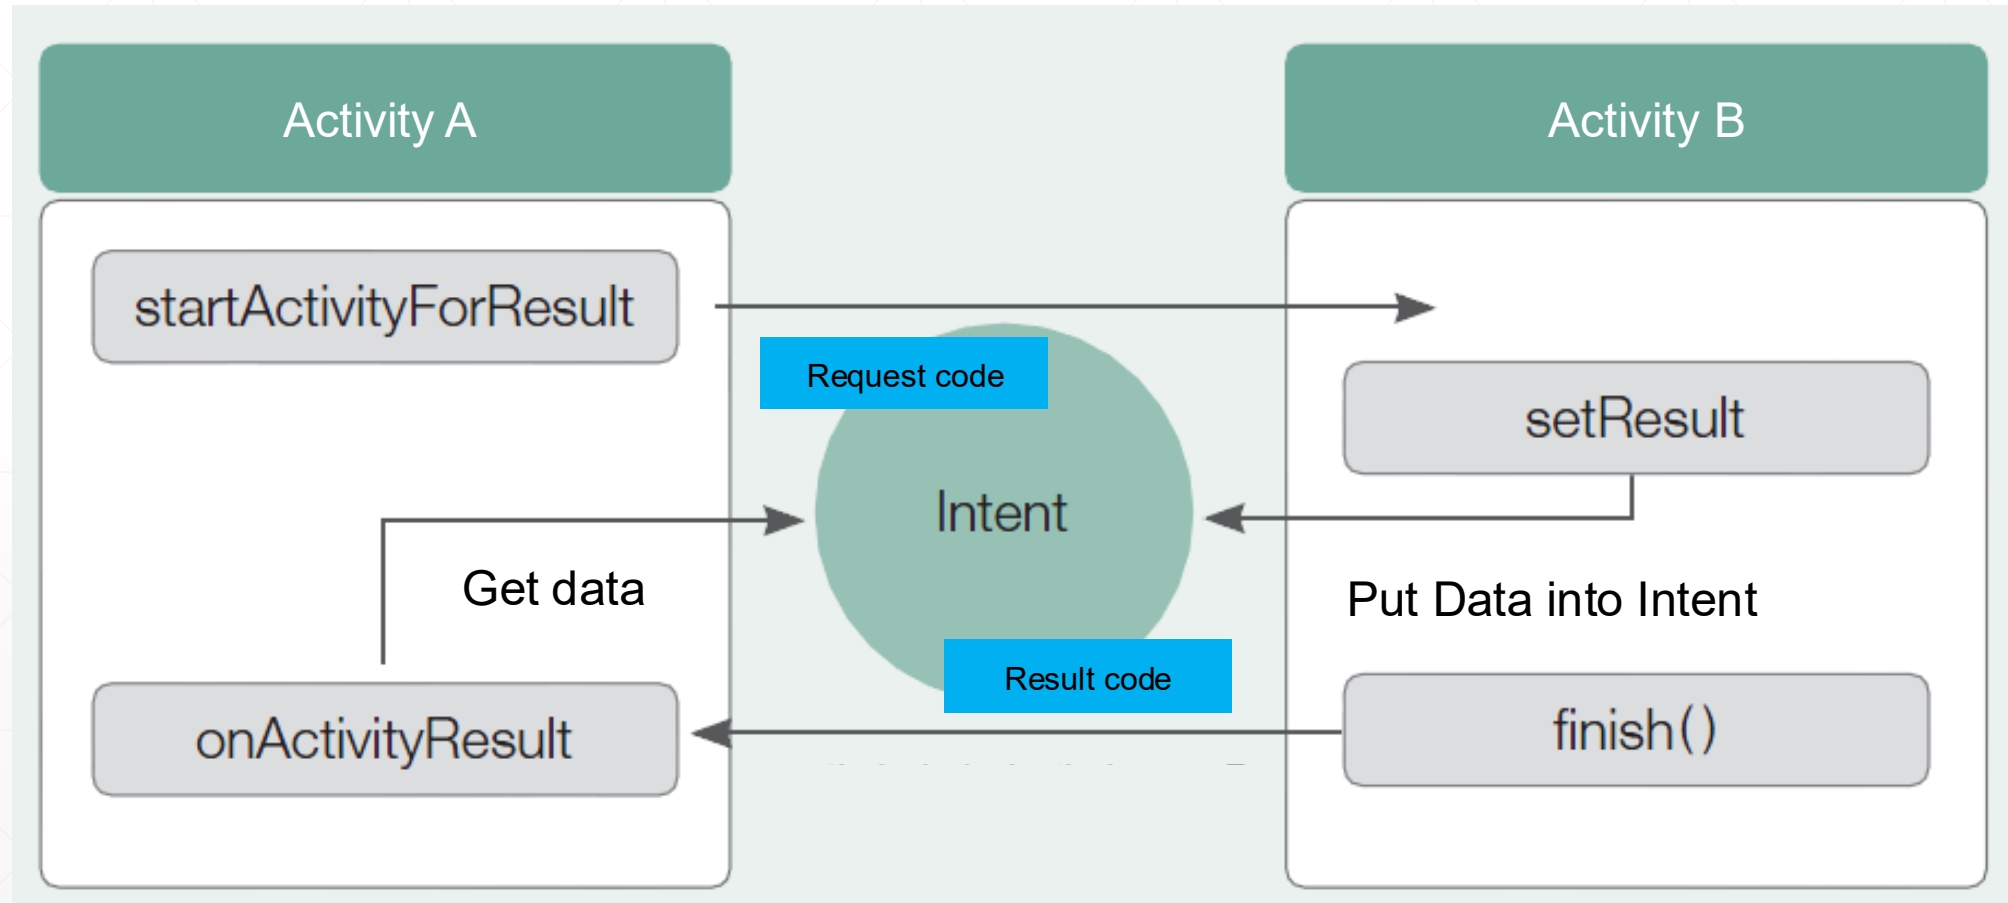 Activity A
Activity B
startActivityForResult
Request code
setResult
Intent
Get data
Put Data into Intent
Result code
onActivityResult
finish()